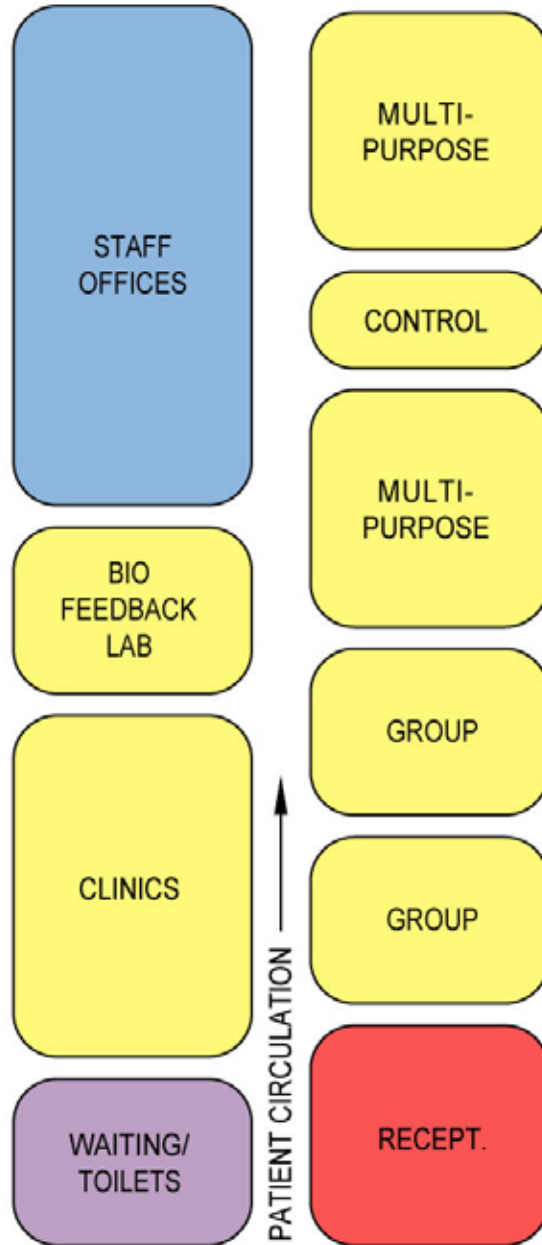 STAFF
OFFICES
BIO
FEEDBACK
LAB
CLINICS
WAITING/
TOILETS
PATIENT CIRCULATION
MULTI-
PURPOSE
CONTROL
MULTI-
PURPOSE
GROUP
GROUP
RECEPT.